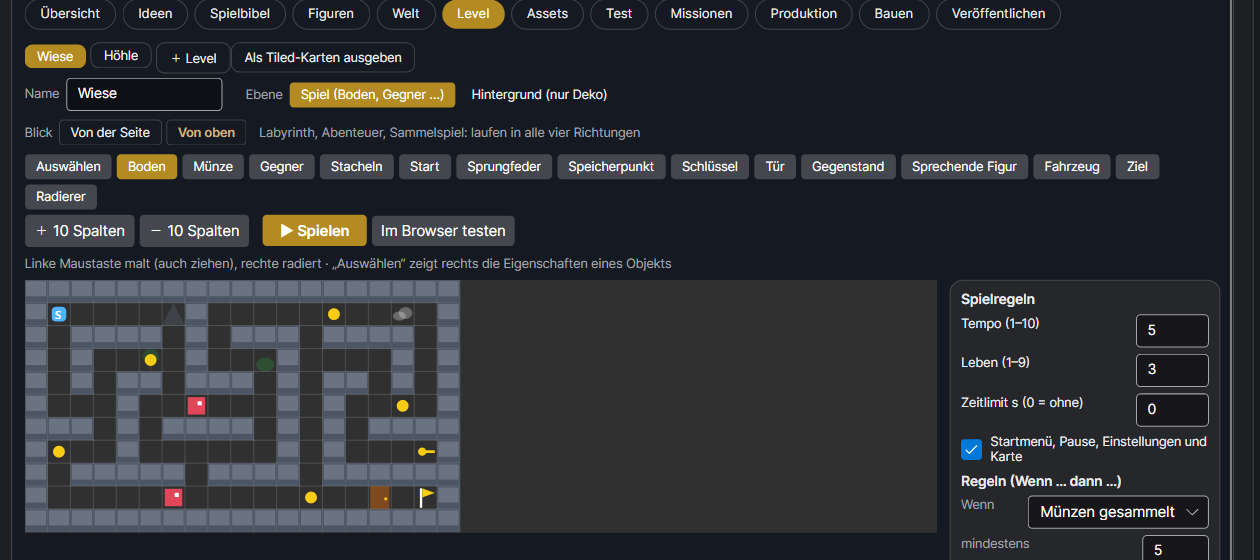 Übersicht Ideen Spielbibel Figuren Welt Level Assets Test Missionen Produktion Bauen Veröffentlichen
Wiese Höhle + Level Als Tiled-Karten ausgeben
Name Wiese Ebene Spiel (Boden, Gegner ...) Hintergrund (nur Deko)
Blick Von der Seite Von oben Labyrinth, Abenteuer, Sammelspiel: laufen in alle vier Richtungen
Auswählen Boden Münze Gegner Stacheln Start Sprungfeder Speicherpunkt Schlüssel Tür Gegenstand Sprechende Figur Fahrzeug Ziel
Radierer
+ 10 Spalten − 10 Spalten ▶ Spielen Im Browser testen
Linke Maustaste malt (auch ziehen), rechte radiert · „Auswählen“ zeigt rechts die Eigenschaften eines Objekts
S
Spielregeln
Tempo (1–10) 5
Leben (1–9) 3
Zeitlimit s (0 = ohne) 0
Startmenü, Pause, Einstellungen und
Karte
Regeln (Wenn ... dann ...)
Wenn Münzen gesammelt
mindestens 5